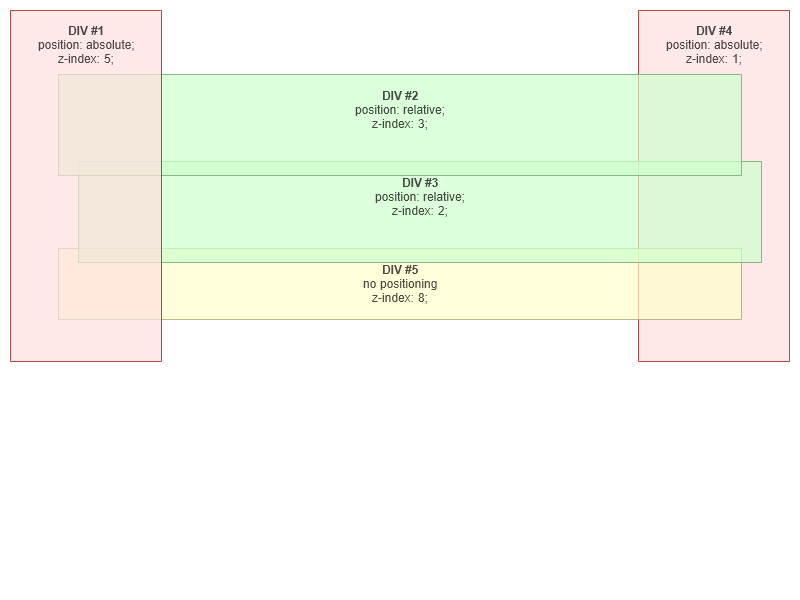 DIV #1
position: absolute;
z-index: 5;
DIV #4
position: absolute;
z-index: 1;
DIV #2
position: relative;
z-index: 3;
DIV #3
position: relative;
z-index: 2;
DIV #5
no positioning
z-index: 8;